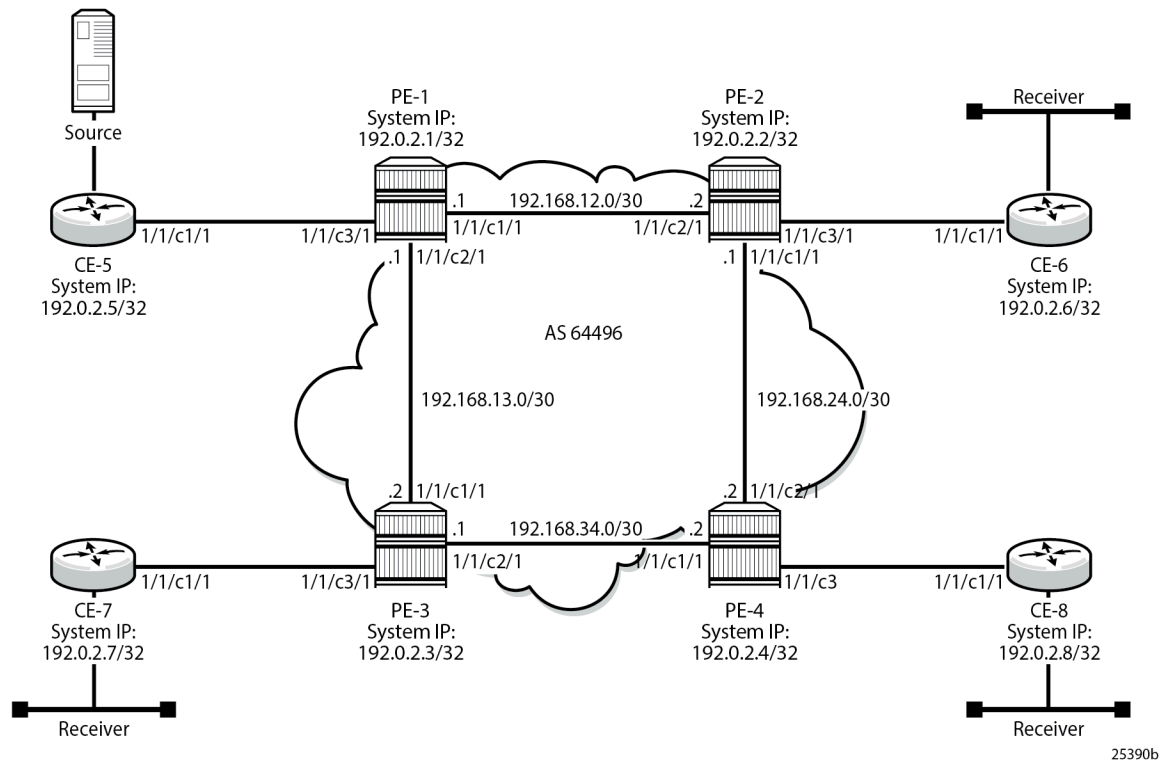 Source
PE-1
System IP:
192.0.2.1/32
PE-2
System IP:
192.0.2.2/32
Receiver
.1
192.168.12.0/30
.2
1/1/c1/1
1/1/c3/1
1/1/c1/1
1/1/c2/1
1/1/c3/1
1/1/c1/1
CE-5
System IP:
192.0.2.5/32
.1
1/1/c2/1
.1
1/1/c1/1
CE-6
System IP:
192.0.2.6/32
AS 64496
192.168.13.0/30
192.168.24.0/30
.2
1/1/c1/1
.2
1/1/c2/1
.1
192.168.34.0/30
.2
1/1/c1/1
1/1/c3/1
1/1/c2/1
1/1/c1/1
1/1/c3
1/1/c1/1
CE-7
System IP:
192.0.2.7/32
PE-3
System IP:
192.0.2.3/32
PE-4
System IP:
192.0.2.4/32
CE-8
System IP:
192.0.2.8/32
Receiver
Receiver
25390b